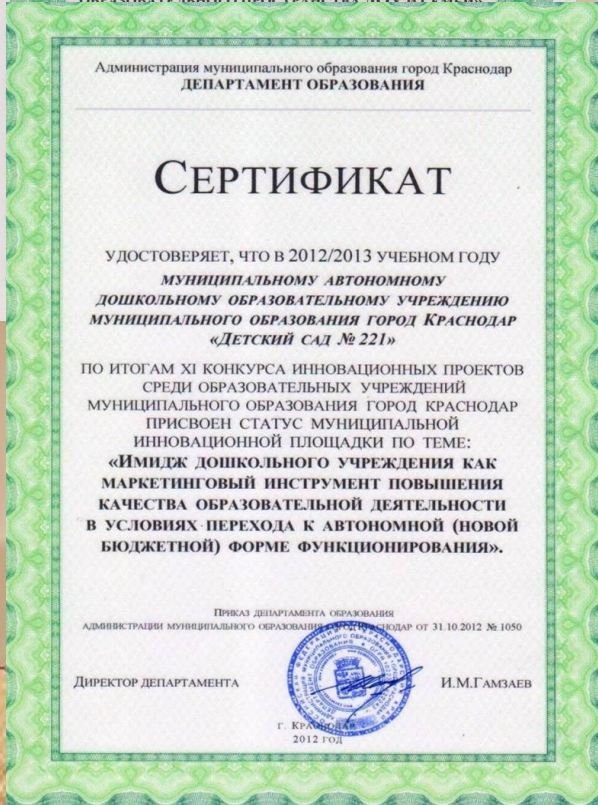 Администрация муниципального образования город Краснодар
ДЕПАРТАМЕНТ ОБРАЗОВАНИЯ
СЕРТИФИКАТ
УДОСТОВЕРЯЕТ, ЧТО В 2012/2013 УЧЕБНОМ ГОДУ
МУНИЦИПАЛЬНОМУ АВТОНОМНОМУ
ДОШКОЛЬНОМУ ОБРАЗОВАТЕЛЬНОМУ УЧРЕЖДЕНИЮ
МУНИЦИПАЛЬНОГО ОБРАЗОВАНИЯ ГОРОД КРАСНОДАР
«ДЕТСКИЙ САД № 221»
ПО ИТОГАМ XI КОНКУРСА ИННОВАЦИОННЫХ ПРОЕКТОВ
СРЕДИ ОБРАЗОВАТЕЛЬНЫХ УЧРЕЖДЕНИЙ
МУНИЦИПАЛЬНОГО ОБРАЗОВАНИЯ ГОРОД КРАСНОДАР
ПРИСВОЕН СТАТУС МУНИЦИПАЛЬНОЙ
ИННОВАЦИОННОЙ ПЛОЩАДКИ ПО ТЕМЕ:
«ИМИДЖ ДОШКОЛЬНОГО УЧРЕЖДЕНИЯ КАК
МАРКЕТИНГОВЫЙ ИНСТРУМЕНТ ПОВЫШЕНИЯ
КАЧЕСТВА ОБРАЗОВАТЕЛЬНОЙ ДЕЯТЕЛЬНОСТИ
В УСЛОВИЯХ ПЕРЕХОДА К АВТОНОМНОЙ (НОВОЙ
БЮДЖЕТНОЙ) ФОРМЕ ФУНКЦИОНИРОВАНИЯ».
ПРИКАЗ ДЕПАРТАМЕНТА ОБРАЗОВАНИЯ
АДМИНИСТРАЦИИ МУНИЦИПАЛЬНОГО ОБРАЗОВАНИЯ ГОРОД КРАСНОДАР ОТ 31.10.2012 № 1050
ДИРЕКТОР ДЕПАРТАМЕНТА И.М.ГАМЗАЕВ
Г. КРАСНОДАР
2012 ГОД